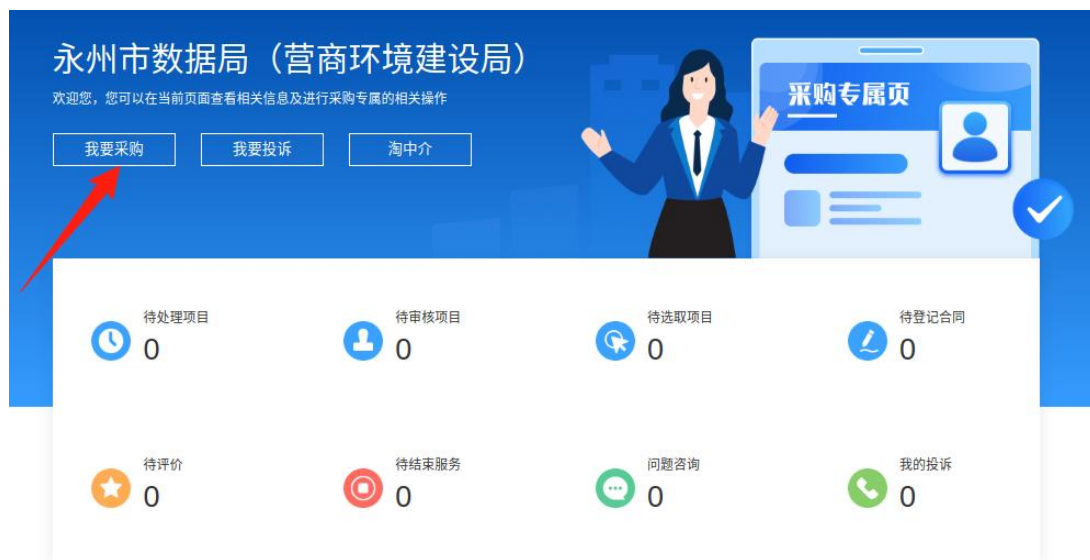 永州市数据局（营商环境建设局）
欢迎您，您可以在当前页面查看相关信息及进行采购专属的相关操作
我要采购 我要投诉 淘中介
采购专属页
待处理项目 待审核项目 待选取项目 待登记合同
0 0 0 0
待评价 待结束服务 问题咨询 我的投诉
0 0 0 0